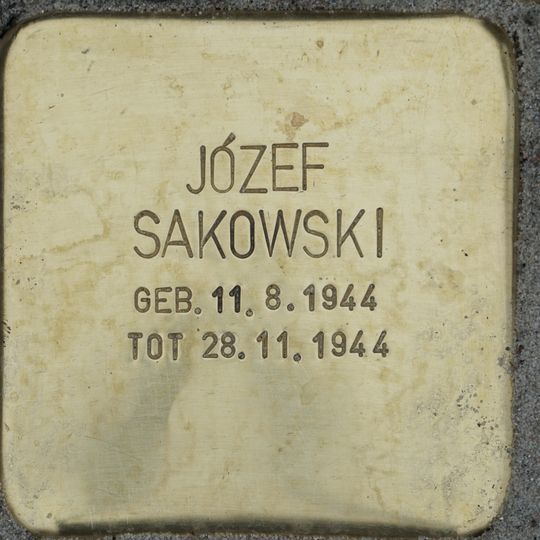 JÓZEF
SAKOWSKI
GEB. 11. 8. 1944
TOT 28. 11. 1944